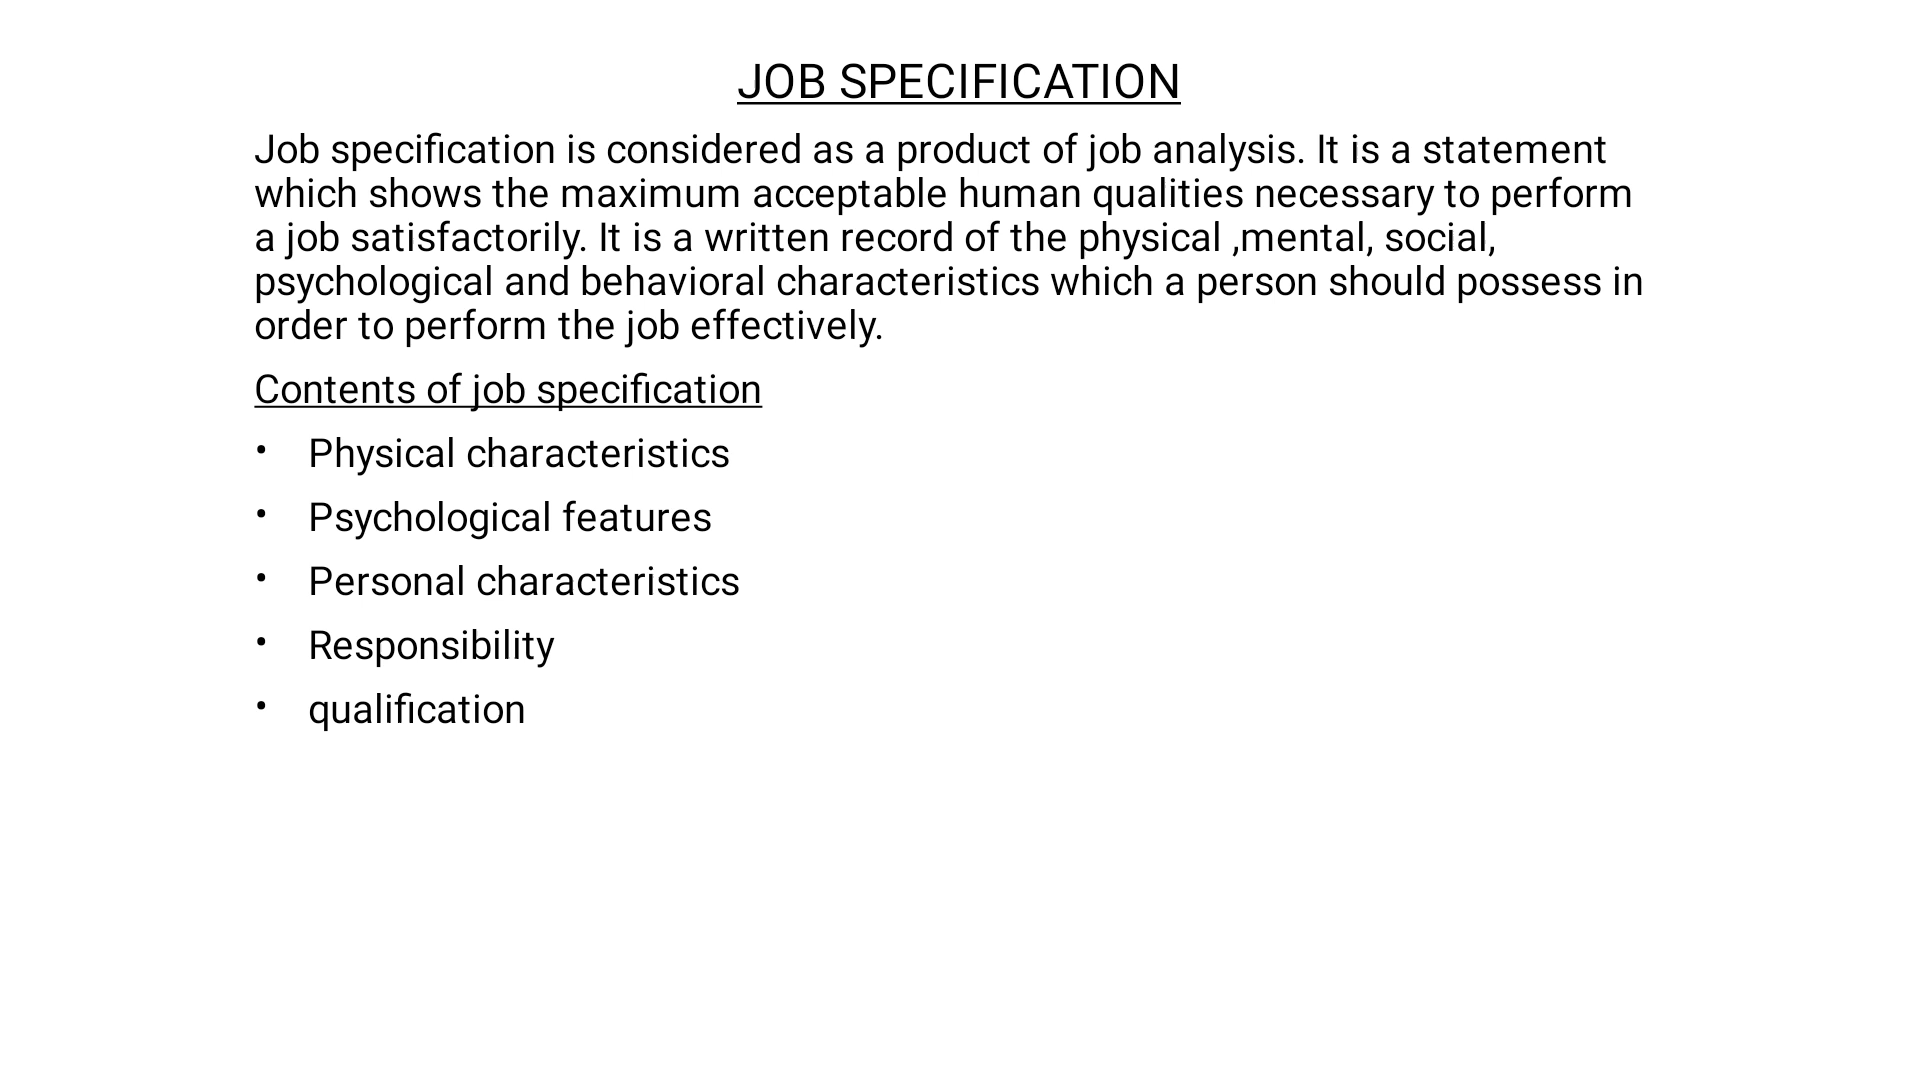 JOB SPECIFICATION
Job specification is considered as a product of job analysis. It is a statement
which shows the maximum acceptable human qualities necessary to perform
a job satisfactorily. It is a written record of the physical ,mental, social,
psychological and behavioral characteristics which a person should possess in
order to perform the job effectively.
Contents of job specification
• Physical characteristics
• Psychological features
• Personal characteristics
• Responsibility
• qualification